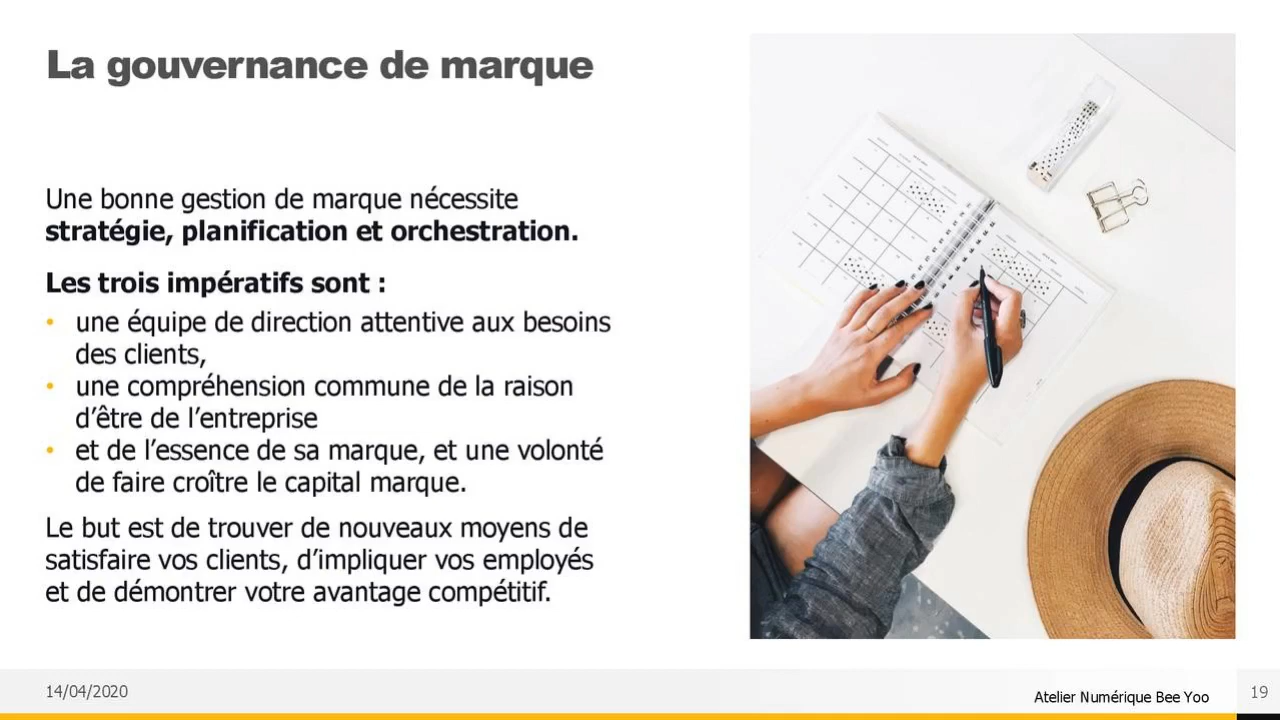 La gouvernance de marque
Une bonne gestion de marque nécessite
stratégie, planification et orchestration.
Les trois impératifs sont :
• une équipe de direction attentive aux besoins
des clients,
• une compréhension commune de la raison
d’être de l’entreprise
• et de l’essence de sa marque, et une volonté
de faire croître le capital marque.
Le but est de trouver de nouveaux moyens de
satisfaire vos clients, d’impliquer vos employés
et de démontrer votre avantage compétitif.
14/04/2020
Atelier Numérique Bee Yoo
19